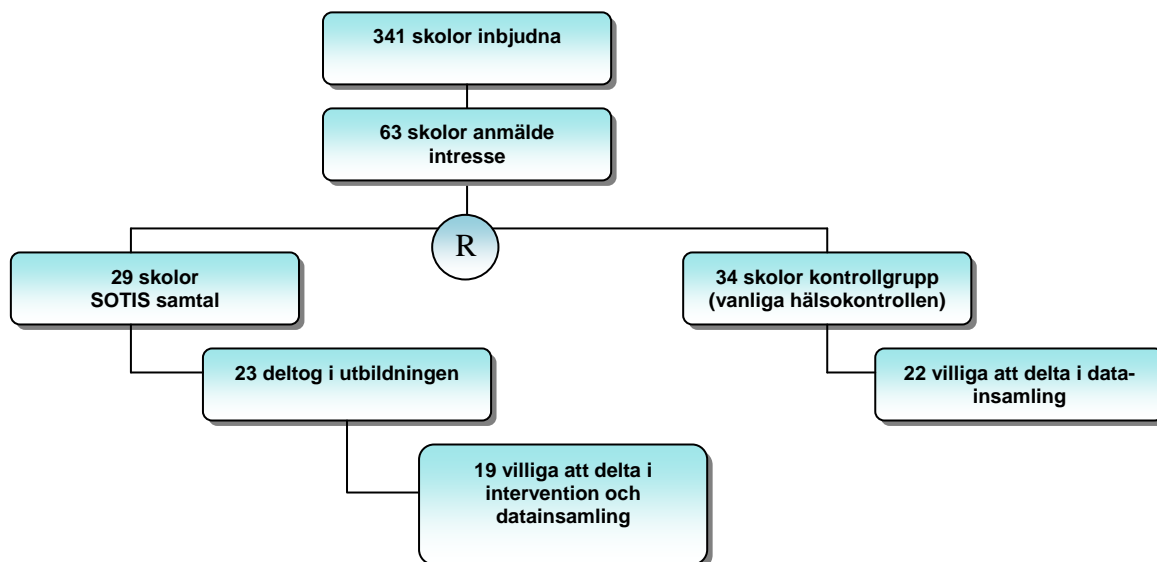 341 skolor inbjudna
63 skolor anmälde
intresse
R
29 skolor
SOTIS samtal
34 skolor kontrollgrupp
(vanliga hälsokontrollen)
23 deltog i utbildningen
22 villiga att delta i data-
insamling
19 villiga att delta i
intervention och
datainsamling